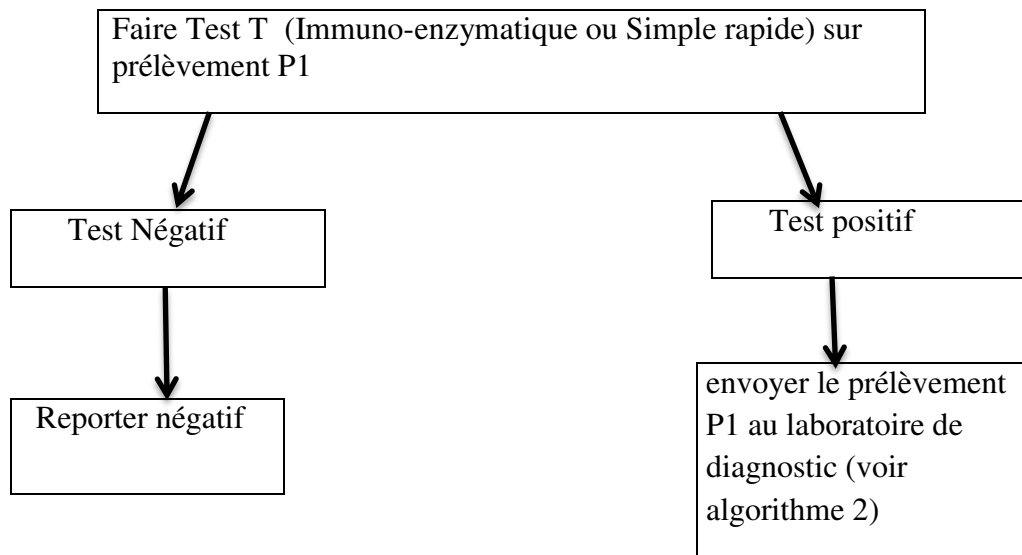 Faire Test T (Immuno-enzymatique ou Simple rapide) sur
prélèvement P1
Test Négatif
Test positif
Reporter négatif
envoyer le prélèvement
P1 au laboratoire de
diagnostic (voir
algorithme 2)